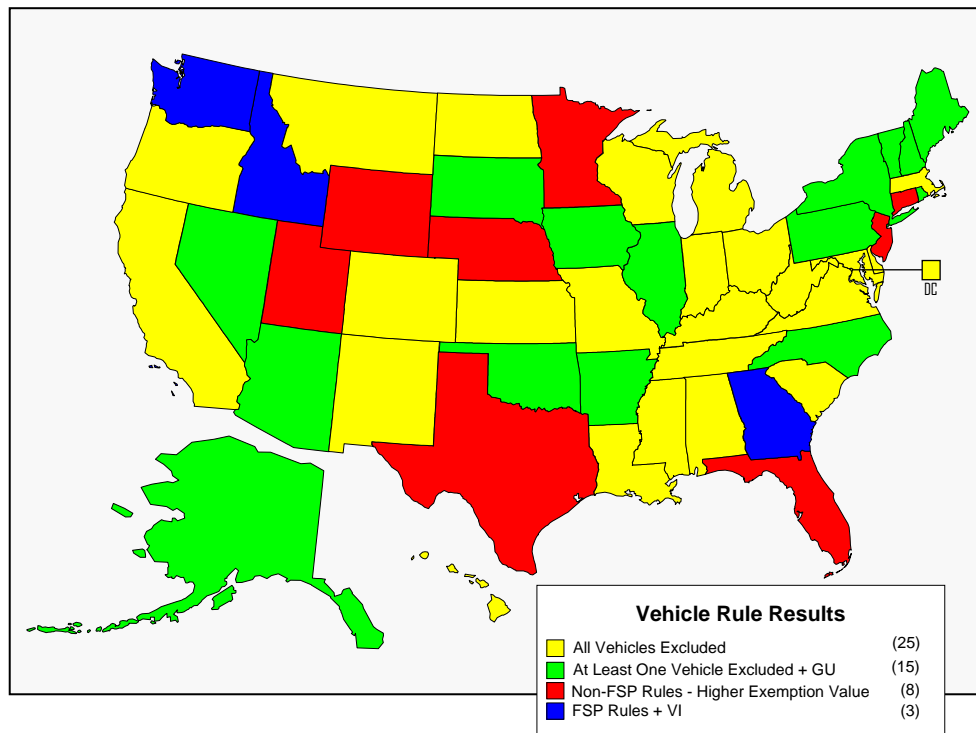 DC
Vehicle Rule Results
All Vehicles Excluded (25)
At Least One Vehicle Excluded + GU (15)
Non-FSP Rules - Higher Exemption Value (8)
FSP Rules + VI (3)